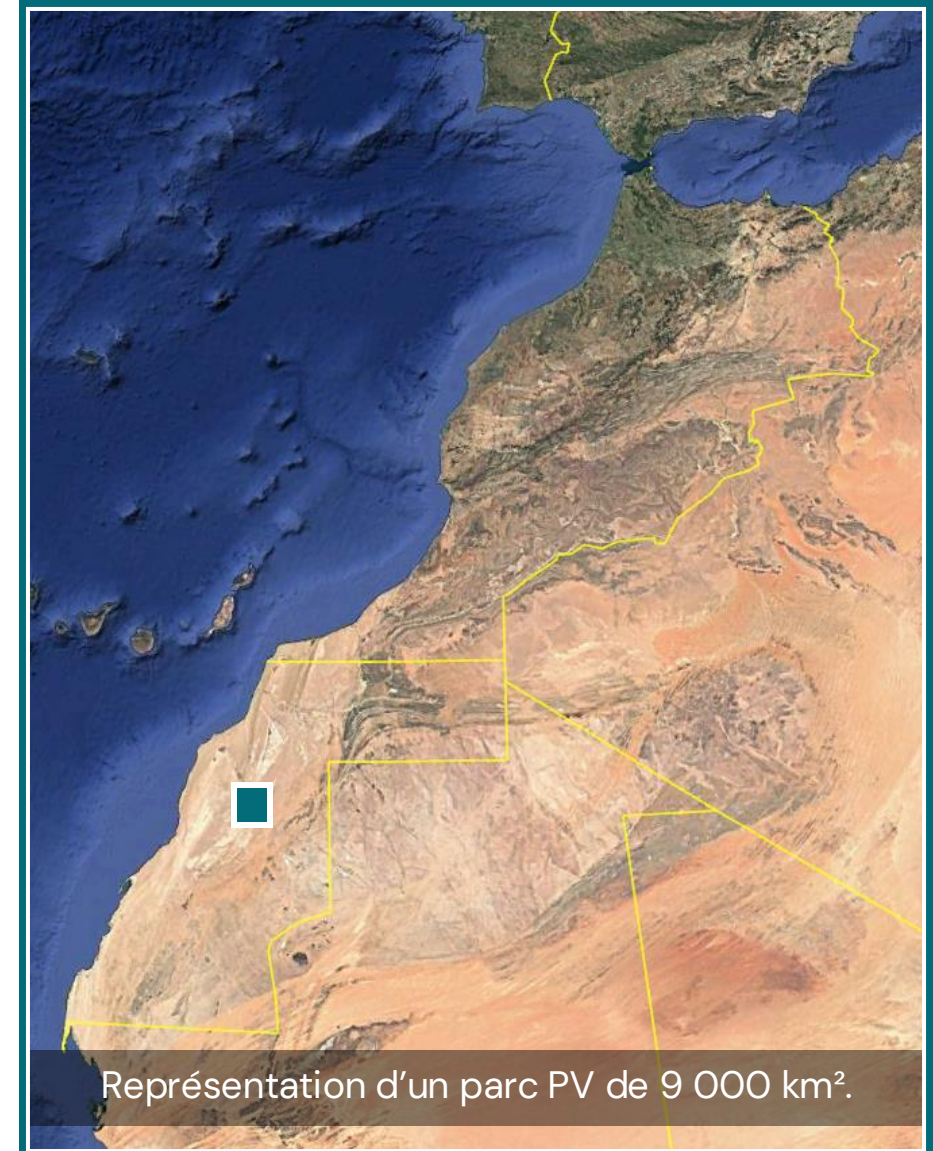 Représentation d’un parc PV de 9 000 km².